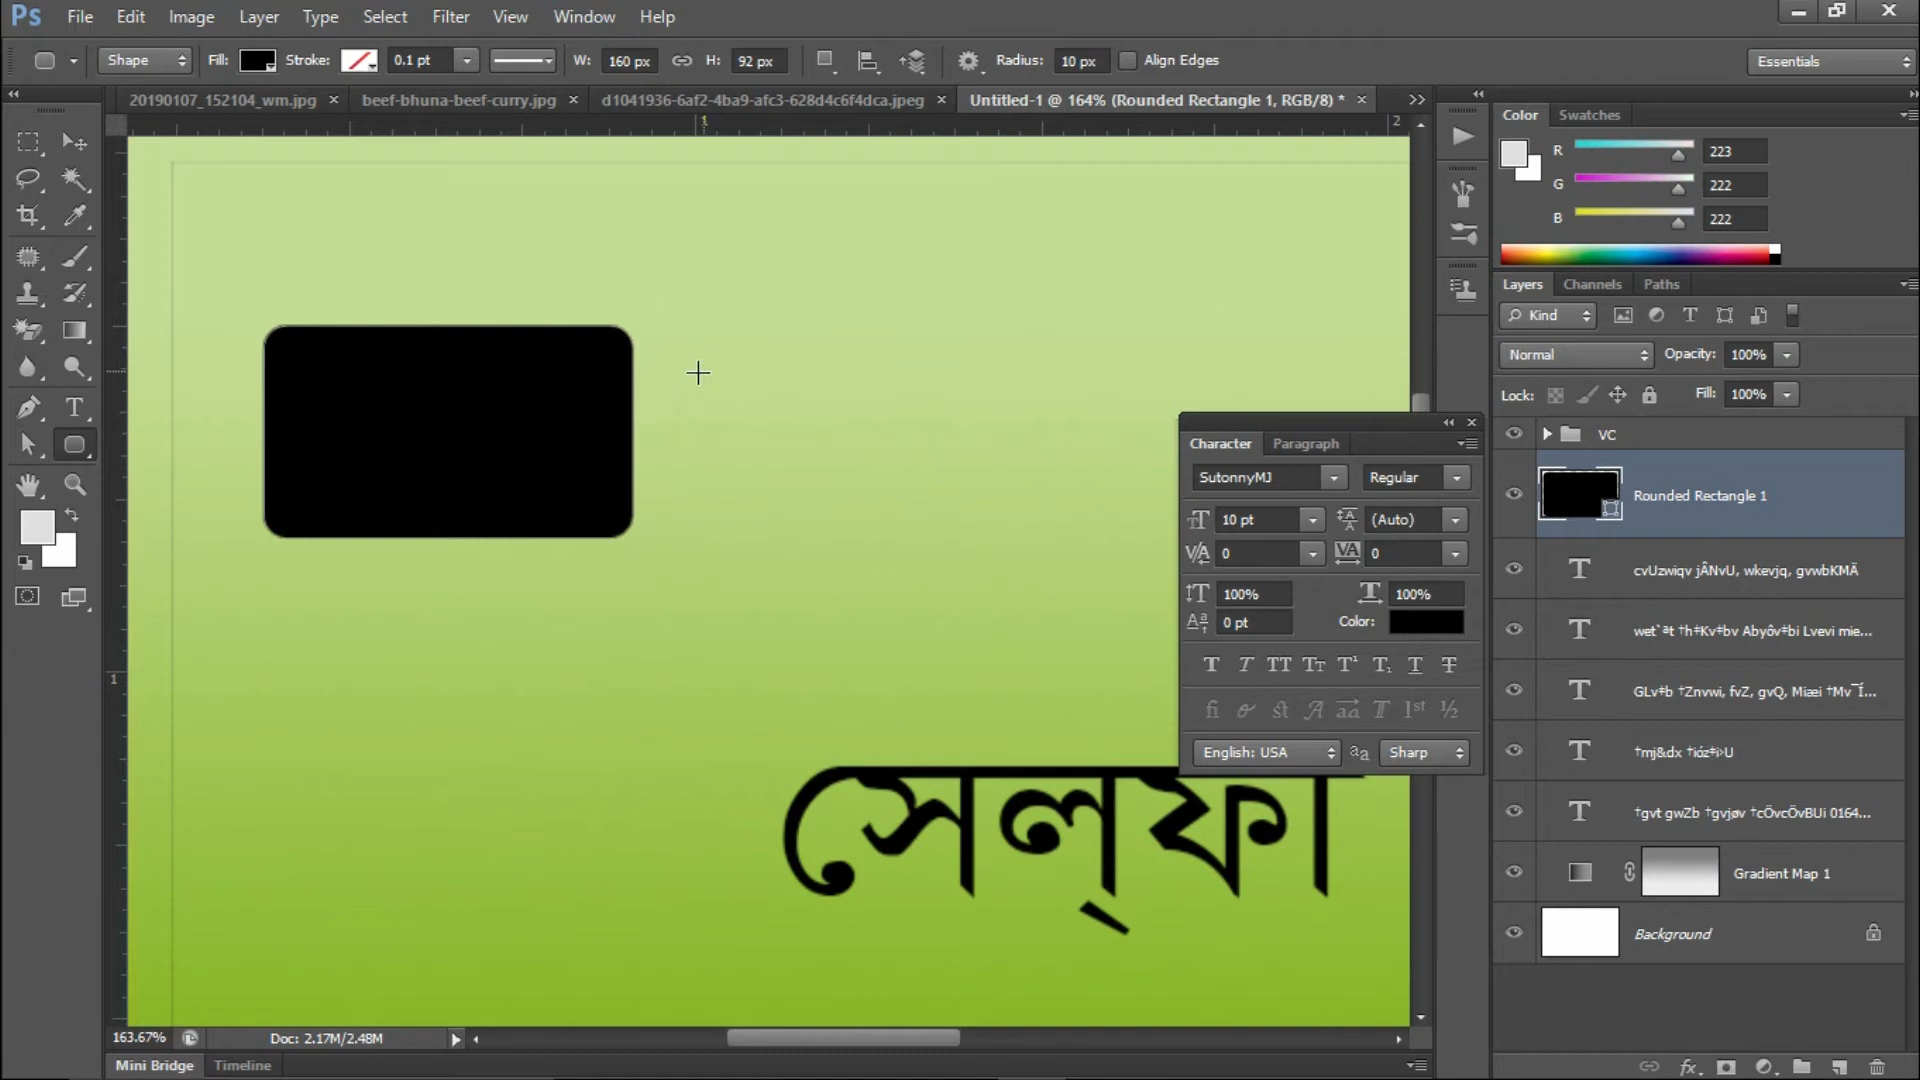 Ps File Edit Image Layer Type Select Filter View Window Help
Shape Fill: Stroke: 0.1 pt W: 160 px H: 92 px Radius: 10 px Align Edges Essentials
20190107_152104_wm.jpg × beef-bhuna-beef-curry.jpg × d1041936-6af2-4ba9-afc3-628d4c6f4dca.jpeg × Untitled-1 @ 164% (Rounded Rectangle 1, RGB/8) * ×
1 2
1
Color Swatches
R 223
G 222
B 222
Layers Channels Paths
Kind
Normal Opacity: 100%
Lock: Fill: 100%
VC
Rounded Rectangle 1
cvUzwiqv jÂNvU, wkevjq, gvwbKMÄ
wet`ªt †h‡Kv‡bv Abyôv‡bi Lvevi mie...
GLv‡b †Znvwi, fvZ, gvQ, Miæi †Mv¯Í...
†mj&dx †ióz‡i›U
†gvt gwZb †gvjøv †cÖvcÖvBUi 0164...
Gradient Map 1
Background
Character Paragraph
SutonnyMJ Regular
10 pt (Auto)
0 0
100% 100%
0 pt Color:
English: USA Sharp
সেল্ফা
163.67% Doc: 2.17M/2.48M
Mini Bridge Timeline